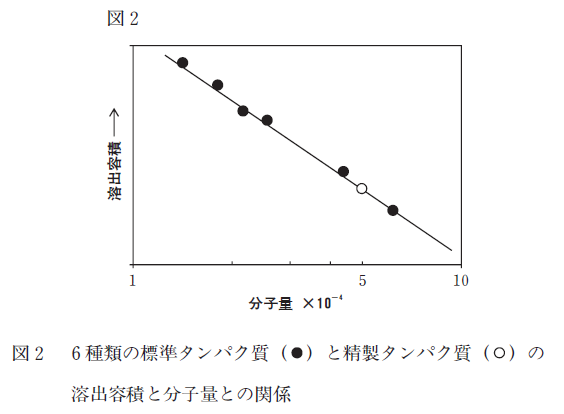 図2
溶出容積 →
1 5 10
分子量 ×10⁻⁴
図2 6種類の標準タンパク質(●)と精製タンパク質(○)の
溶出容積と分子量との関係